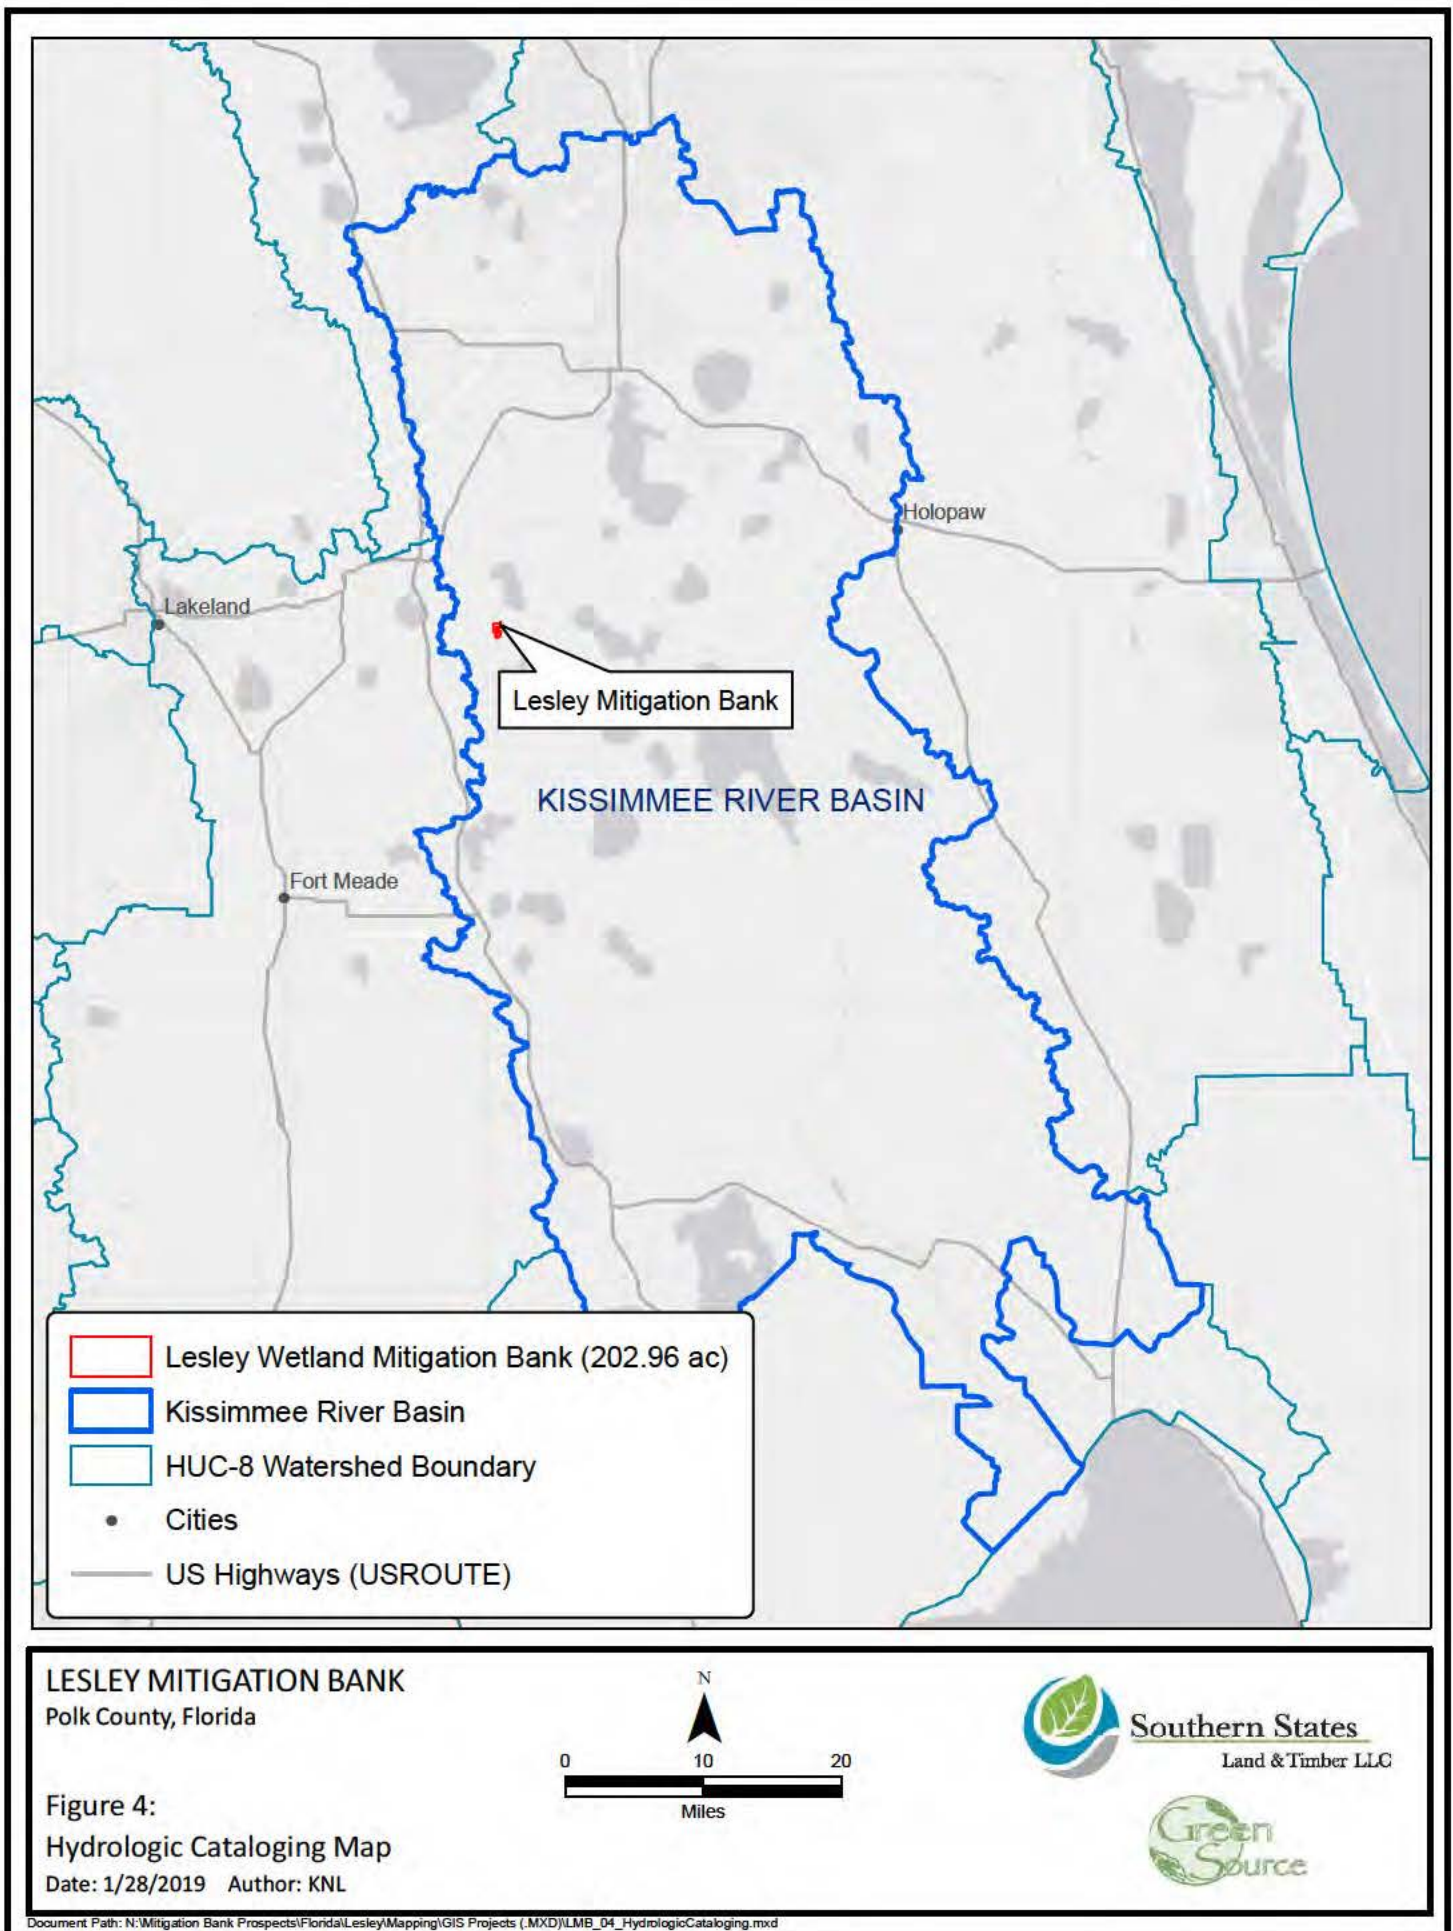 Holopaw
Lakeland
Lesley Mitigation Bank
KISSIMMEE RIVER BASIN
Fort Meade
Lesley Wetland Mitigation Bank (202.96 ac)
Kissimmee River Basin
HUC-8 Watershed Boundary
Cities
US Highways (USROUTE)
LESLEY MITIGATION BANK
Polk County, Florida
Figure 4:
Hydrologic Cataloging Map
Date: 1/28/2019 Author: KNL
N
0 10 20
Miles
Southern States
Land & Timber LLC
Green
Source
Document Path: N:\Mitigation Bank Prospects\Florida\Lesley\Mapping\GIS Projects (.MXD)\LMB_04_HydrologicCataloging.mxd